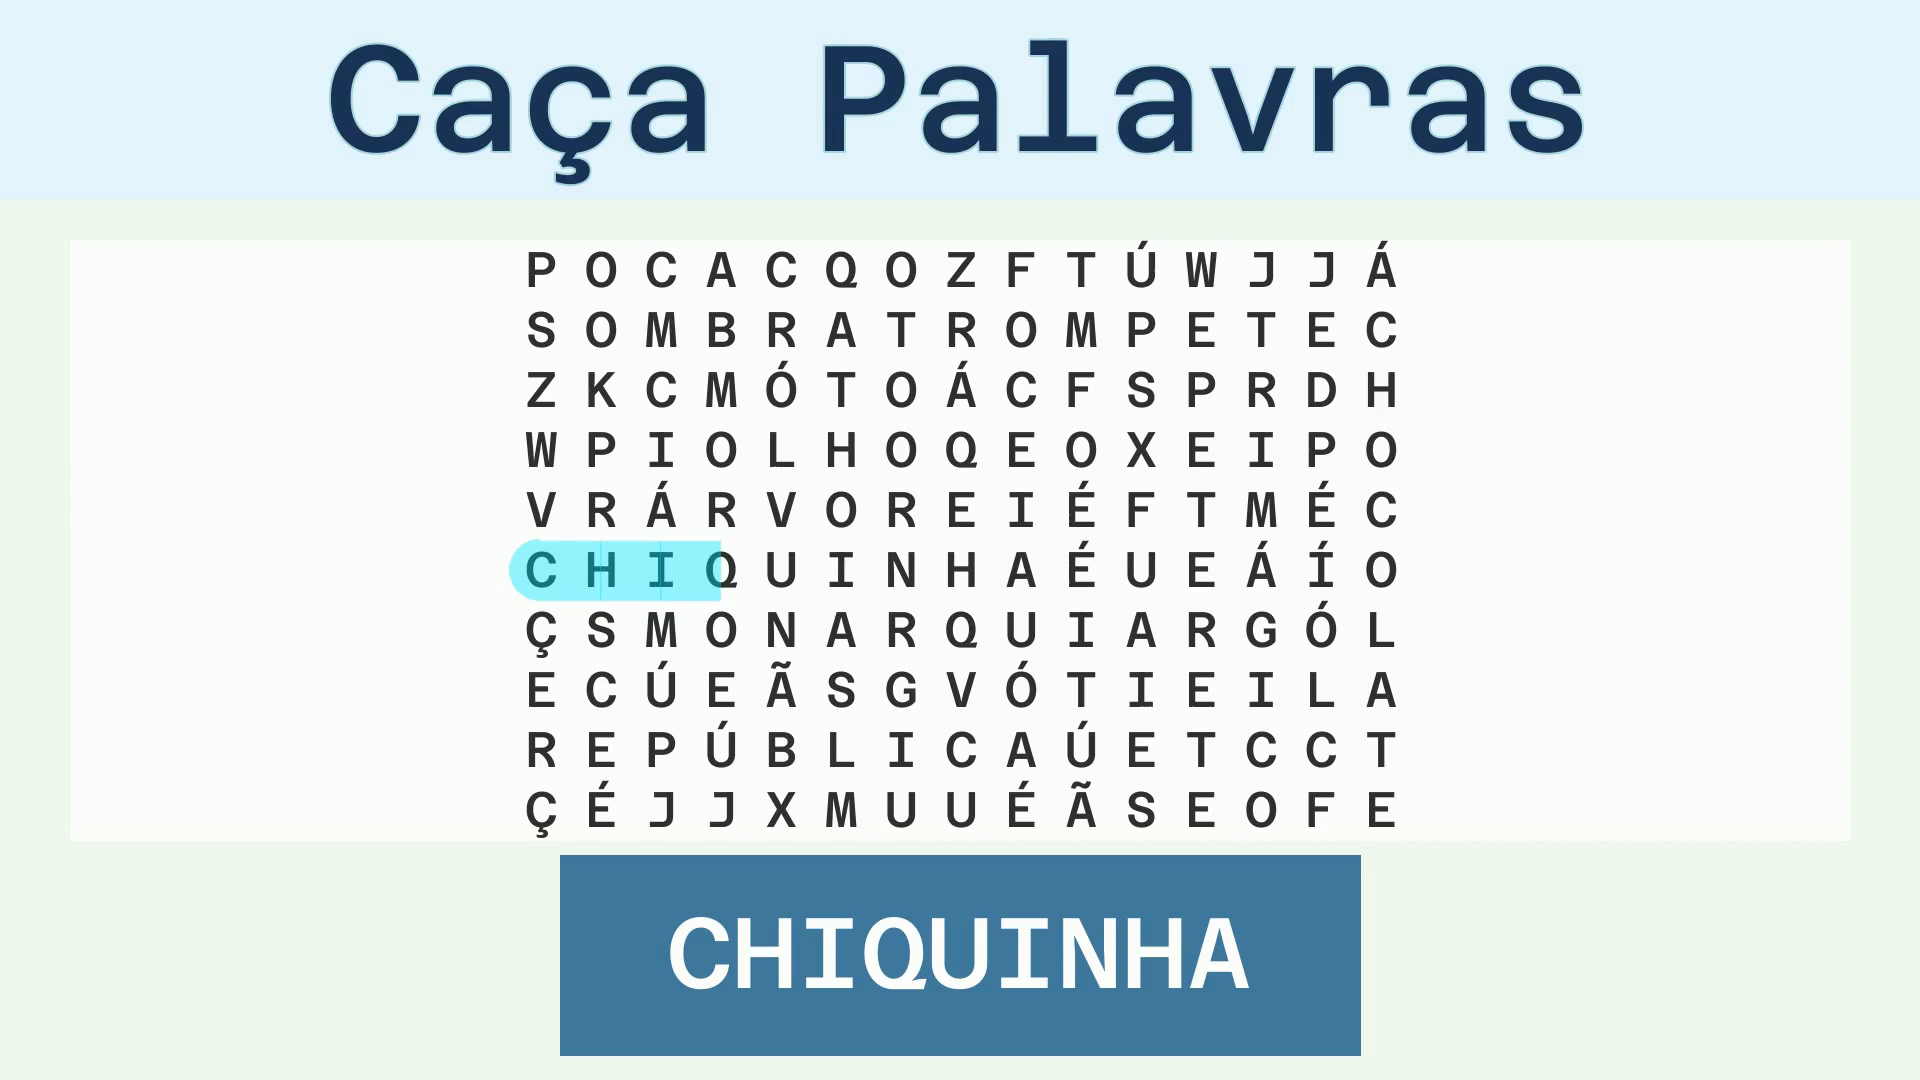 Caça Palavras
P O C A C Q O Z F T Ú W J J Á
S O M B R A T R O M P E T E C
Z K C M Ó T O Á C F S P R D H
W P I O L H O Q E O X E I P O
V R Á R V O R E I É F T M É C
C H I Q U I N H A É U E Á Í O
Ç S M O N A R Q U I A R G Ó L
E C Ú E Ã S G V Ó T I E I L A
R E P Ú B L I C A Ú E T C C T
Ç É J J X M U U É Ã S E O F E
CHIQUINHA